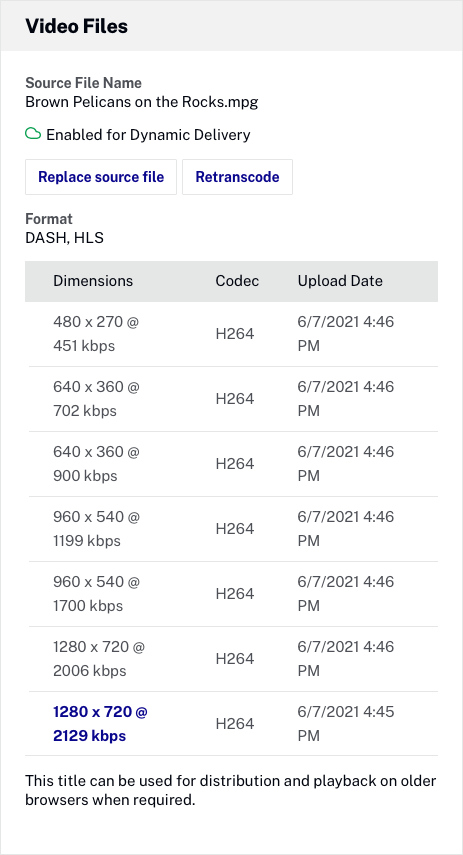 Video Files
Source File Name
Brown Pelicans on the Rocks.mpg
Enabled for Dynamic Delivery
Replace source file Retranscode
Format
DASH, HLS
Dimensions Codec Upload Date
480 x 270 @ 6/7/2021 4:46
451 kbps H264 PM
640 x 360 @ 6/7/2021 4:46
702 kbps H264 PM
640 x 360 @ 6/7/2021 4:46
900 kbps H264 PM
960 x 540 @ 6/7/2021 4:46
1199 kbps H264 PM
960 x 540 @ 6/7/2021 4:46
1700 kbps H264 PM
1280 x 720 @ 6/7/2021 4:46
2006 kbps H264 PM
1280 x 720 @ 6/7/2021 4:45
2129 kbps H264 PM
This title can be used for distribution and playback on older
browsers when required.